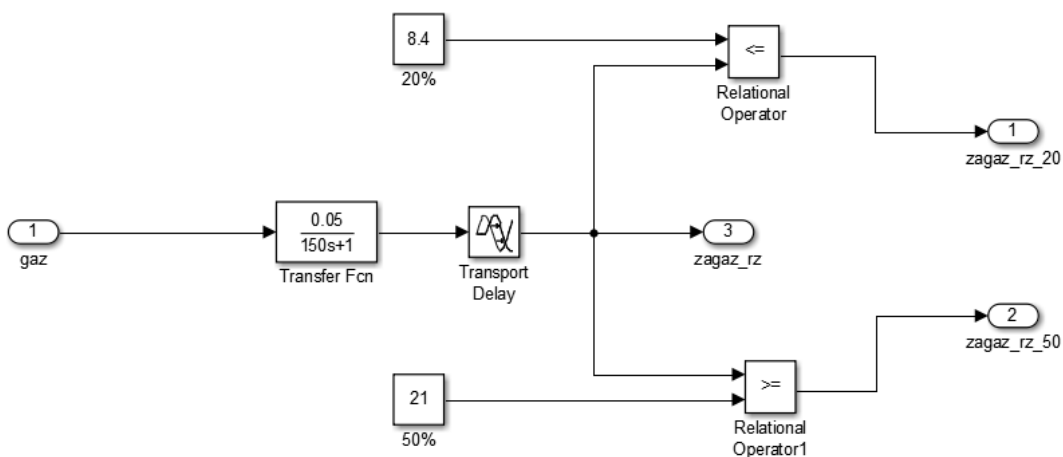 8.4
20%
<=
Relational
Operator
1
zagaz_rz_20
1
gaz
0.05
150s+1
Transfer Fcn
Transport
Delay
3
zagaz_rz
2
zagaz_rz_50
21
50%
>=
Relational
Operator1